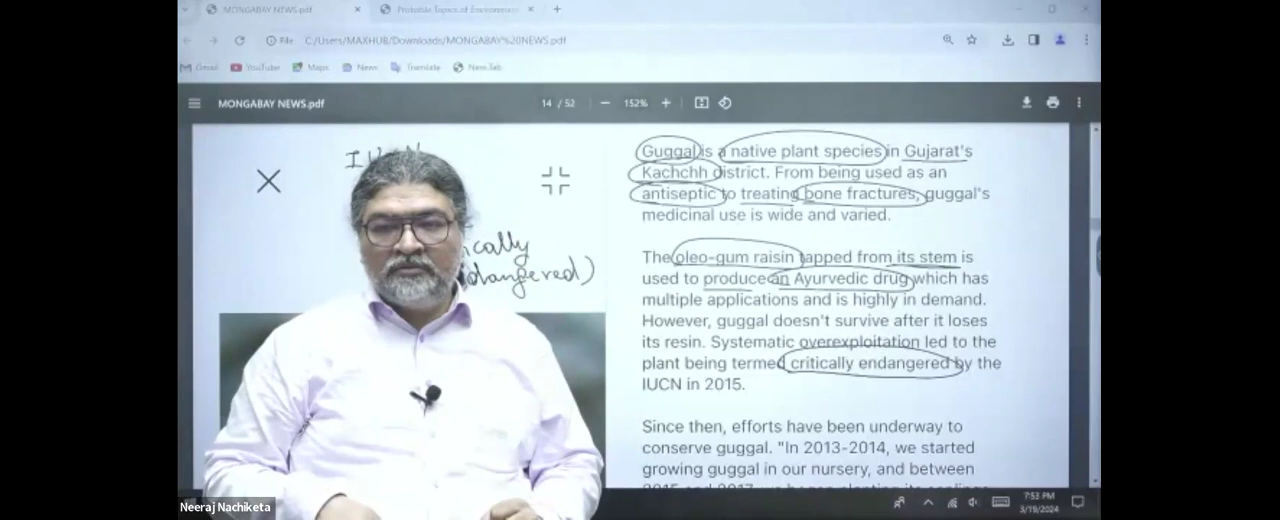 MONGABAY NEWS.pdf
Probable Topics of Environmen
File C:/Users/MAXHUB/Downloads/MONGABAY%20NEWS.pdf
Gmail YouTube Maps News Translate New Tab
MONGABAY NEWS.pdf 14 / 52 152%
Guggal is a native plant species in Gujarat's
Kachchh district. From being used as an
antiseptic to treating bone fractures, guggal's
medicinal use is wide and varied.
The oleo-gum raisin tapped from its stem is
used to produce an Ayurvedic drug which has
multiple applications and is highly in demand.
However, guggal doesn't survive after it loses
its resin. Systematic overexploitation led to the
plant being termed critically endangered by the
IUCN in 2015.
Since then, efforts have been underway to
conserve guggal. "In 2013-2014, we started
growing guggal in our nursery, and between
ically
dangered)
Neeraj Nachiketa
7:53 PM
3/19/2024